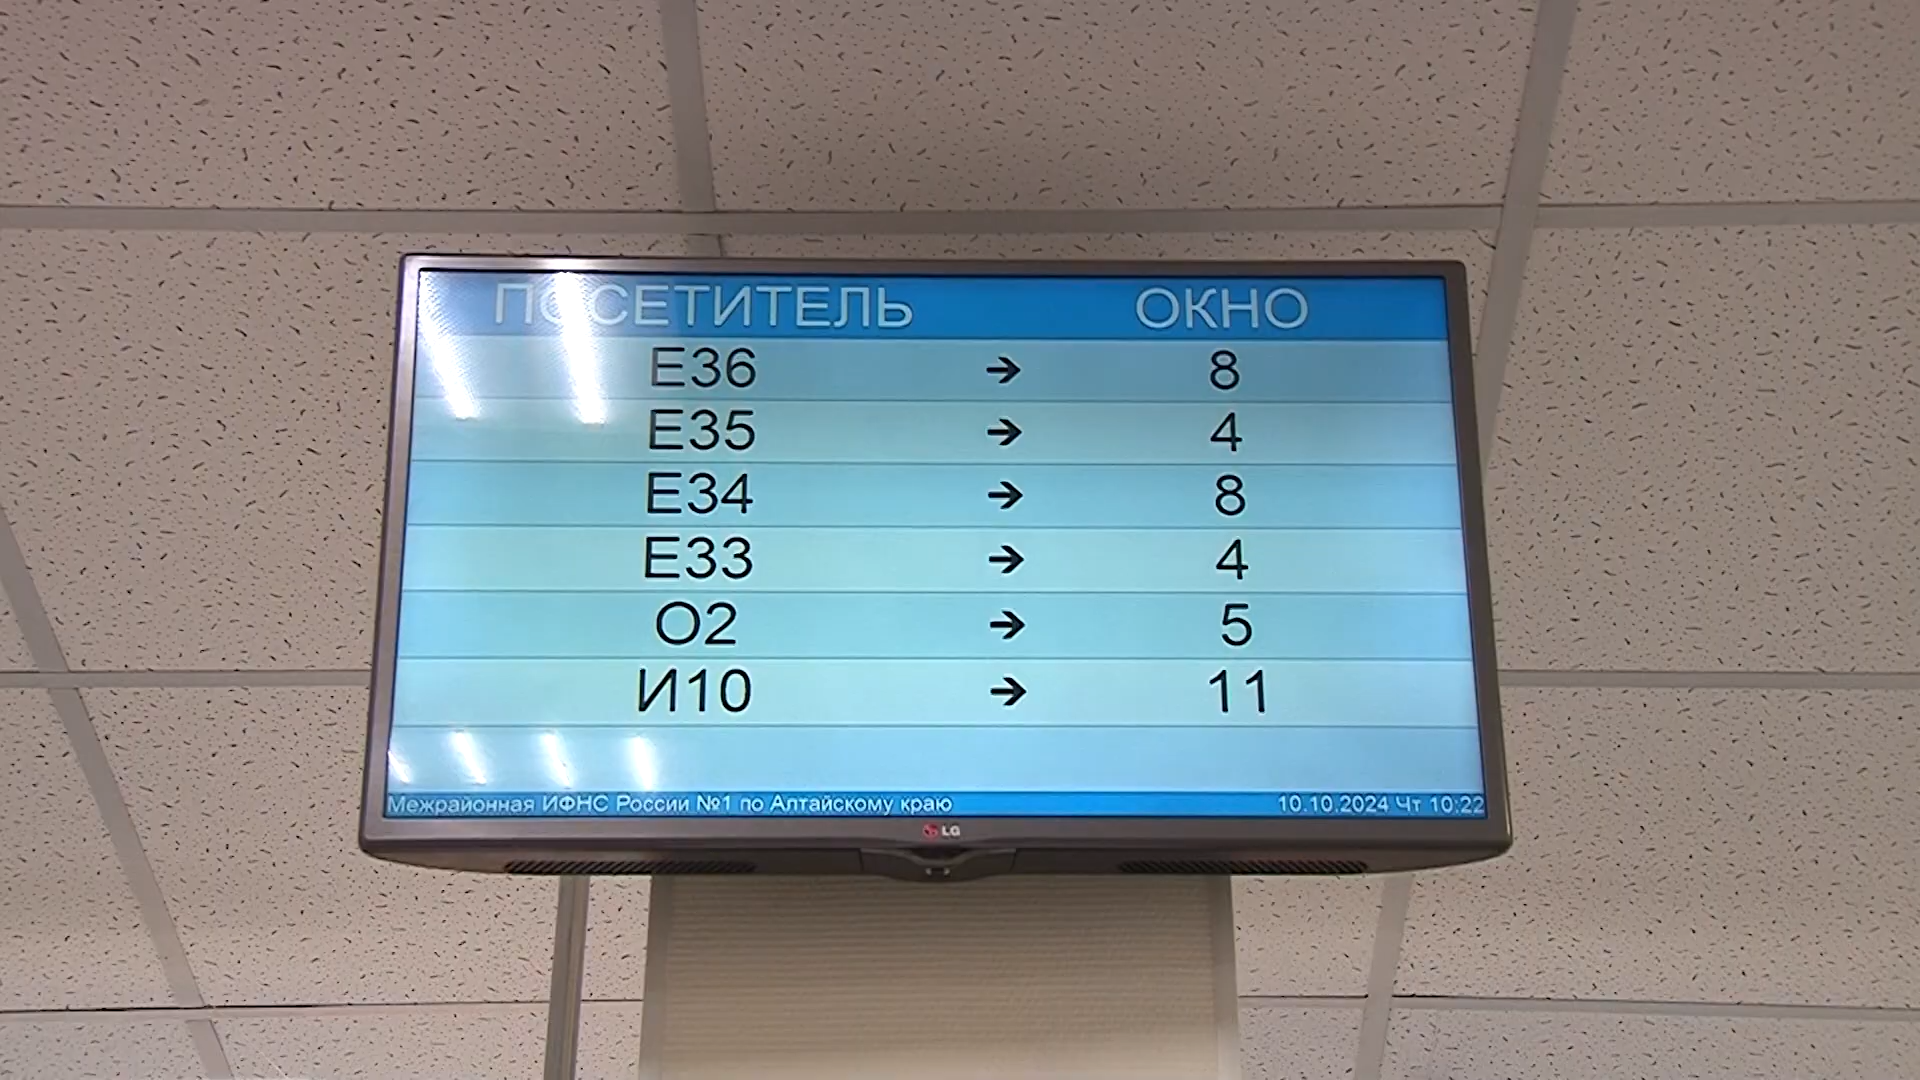 ПОСЕТИТЕЛЬ ОКНО
Е36 → 8
Е35 → 4
Е34 → 8
Е33 → 4
О2 → 5
И10 → 11
Межрайонная ИФНС России №1 по Алтайскому краю 10.10.2024 Чт 10:22
LG